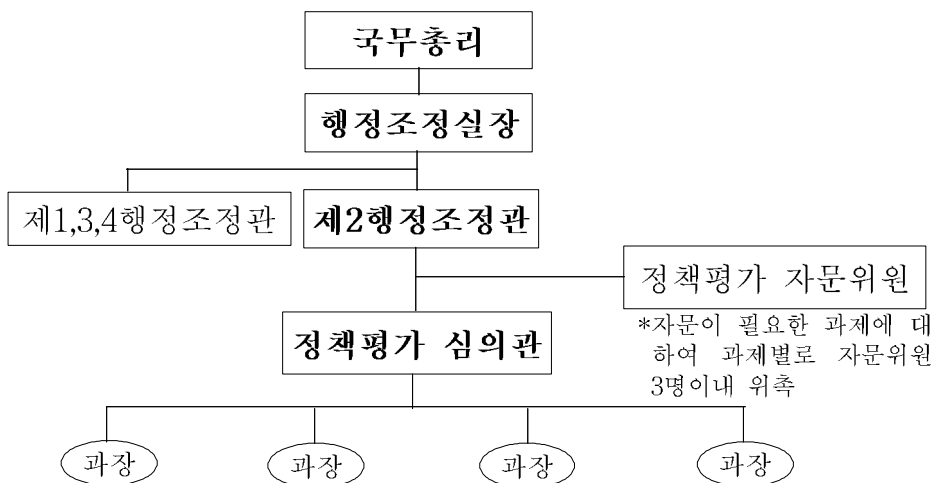 국무총리
행정조정실장
제1,3,4행정조정관
제2행정조정관
정책평가 자문위원
*자문이 필요한 과제에 대
하여 과제별로 자문위원
3명이내 위촉
정책평가 심의관
과장
과장
과장
과장